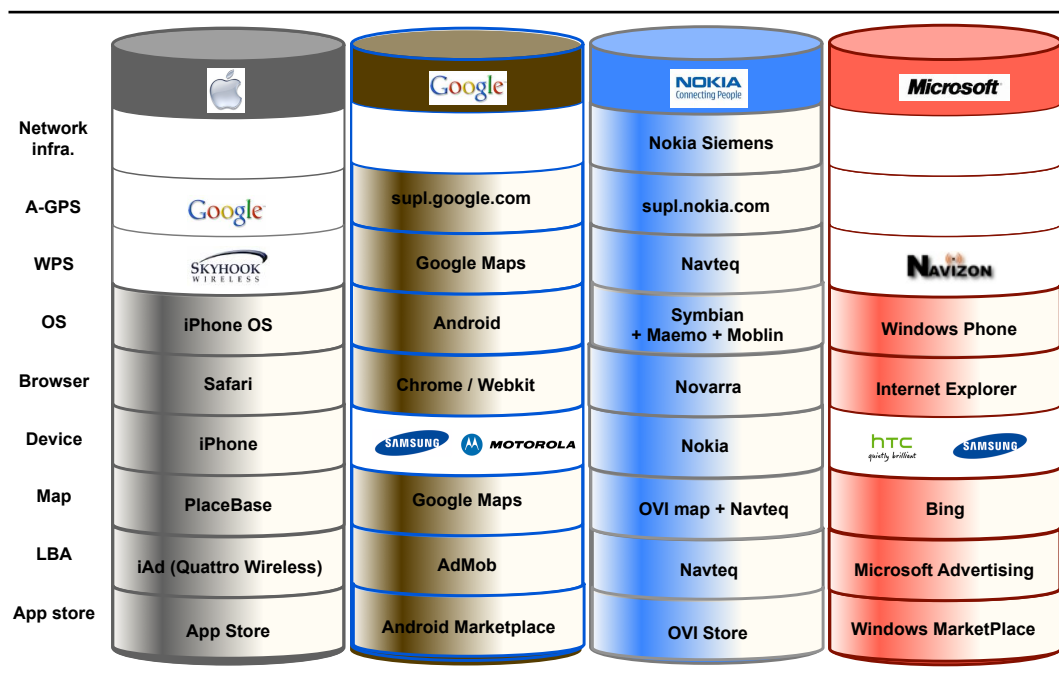 Google
NOKIA
Connecting People
Microsoft
Network
infra.
Nokia Siemens
A-GPS
Google
supl.google.com
supl.nokia.com
WPS
SKYHOOK
WIRELESS
Google Maps
Navteq
NAVIZON
OS
iPhone OS
Android
Symbian
+ Maemo + Moblin
Windows Phone
Browser
Safari
Chrome / Webkit
Novarra
Internet Explorer
Device
iPhone
SAMSUNG
MOTOROLA
Nokia
hTC
quietly brilliant
SAMSUNG
Map
PlaceBase
Google Maps
OVI map + Navteq
Bing
LBA
iAd (Quattro Wireless)
AdMob
Navteq
Microsoft Advertising
App store
App Store
Android Marketplace
OVI Store
Windows MarketPlace